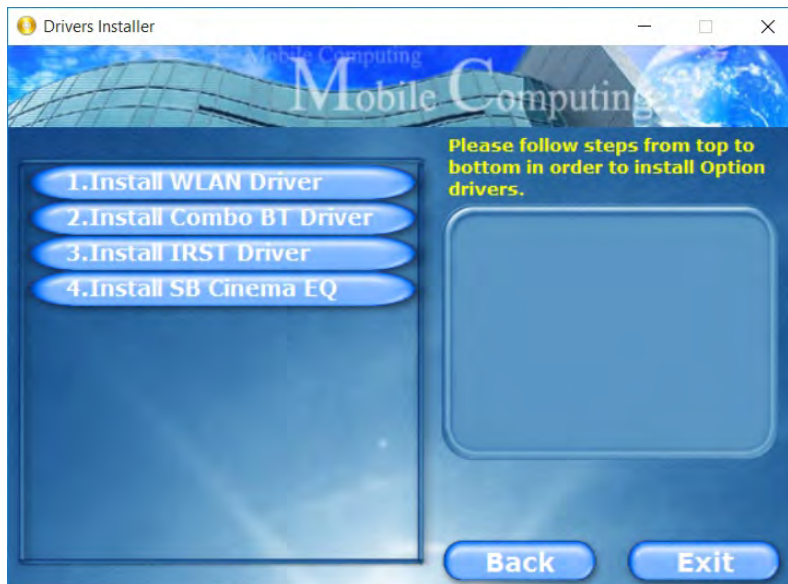 Drivers Installer
Mobile Computing
Mobile Computing
Please follow steps from top to
bottom in order to install Option
drivers.
1.Install WLAN Driver
2.Install Combo BT Driver
3.Install IRST Driver
4.Install SB Cinema EQ
Back
Exit